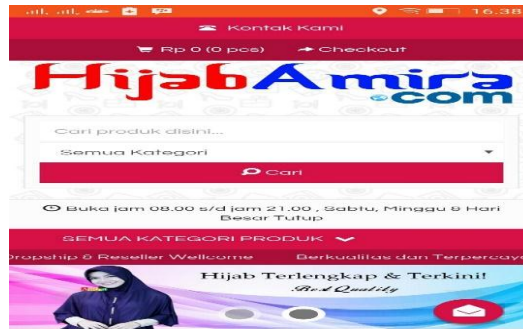 16.38
Kontak Kami
Rp 0 (0 pcs) Checkout
HijabAmira
.com
Cari produk disini...
Semua Kategori
Cari
Buka jam 08.00 s/d jam 21.00 , Sabtu, Minggu & Hari
Besar Tutup
SEMUA KATEGORI PRODUK
Dropship & Reseller Wellcome Berkualitas dan Terpercaya
Hijab Terlengkap & Terkini!
Best Quality